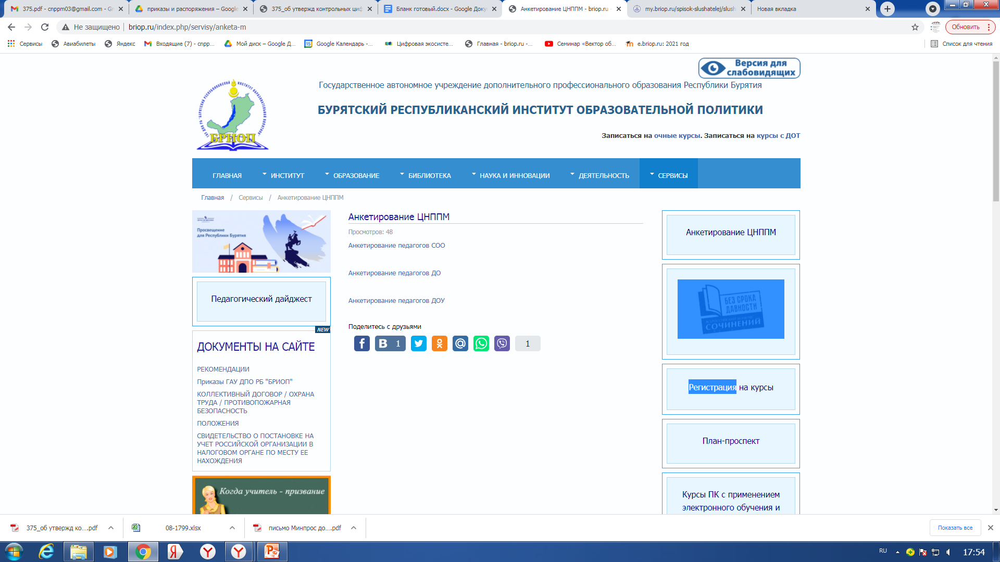 375.pdf - cnppm03@gmail.com - Gr
приказы и распоряжения – Google
375_об утвержд контрольных циф
Бланк готовый.docx - Google Доку
Анкетирование ЦНППМ - briop.ru -
my.briop.ru/spisok-slushatelej/slush
Новая вкладка
Не защищено
briop.ru/index.php/servisy/anketa-m
Обновить
Сервисы
Авиабилеты
Яндекс
Входящие (7) - cnpp...
Мой диск – Google Д...
Google Календарь -...
Цифровая экосисте...
Главная - briop.ru -...
Семинар «Вектор об...
e.briop.ru: 2021 год
Список для чтения
Версия для
слабовидящих
Государственное автономное учреждение дополнительного профессионального образования Республики Бурятия
БУРЯТСКИЙ РЕСПУБЛИКАНСКИЙ ИНСТИТУТ ОБРАЗОВАТЕЛЬНОЙ ПОЛИТИКИ
БРИОП
Записаться на очные курсы. Записаться на курсы с ДОТ
ГЛАВНАЯ
ИНСТИТУТ
ОБРАЗОВАНИЕ
БИБЛИОТЕКА
НАУКА И ИННОВАЦИИ
ДЕЯТЕЛЬНОСТЬ
СЕРВИСЫ
Главная / Сервисы / Анкетирование ЦНППМ
Просвещение
для Республики Бурятия
Педагогический дайджест
NEW
ДОКУМЕНТЫ НА САЙТЕ
РЕКОМЕНДАЦИИ
Приказы ГАУ ДПО РБ "БРИОП"
КОЛЛЕКТИВНЫЙ ДОГОВОР / ОХРАНА
ТРУДА / ПРОТИВОПОЖАРНАЯ
БЕЗОПАСНОСТЬ
ПОЛОЖЕНИЯ
СВИДЕТЕЛЬСТВО О ПОСТАНОВКЕ НА
УЧЕТ РОССИЙСКОЙ ОРГАНИЗАЦИИ В
НАЛОГОВОМ ОРГАНЕ ПО МЕСТУ ЕЕ
НАХОЖДЕНИЯ
Когда учитель - призвание
Анкетирование ЦНППМ
Просмотров: 48
Анкетирование педагогов СОО
Анкетирование педагогов ДО
Анкетирование педагогов ДОУ
Поделитесь с друзьями
1
1
Анкетирование ЦНППМ
БЕЗ СРОКА
ДАВНОСТИ
СОЧИНЕНИЙ
Регистрация на курсы
План-проспект
Курсы ПК с применением
электронного обучения и
375_об утвержд ко....pdf
08-1799.xlsx
письмо Минпрос до....pdf
Показать все
RU
17:54